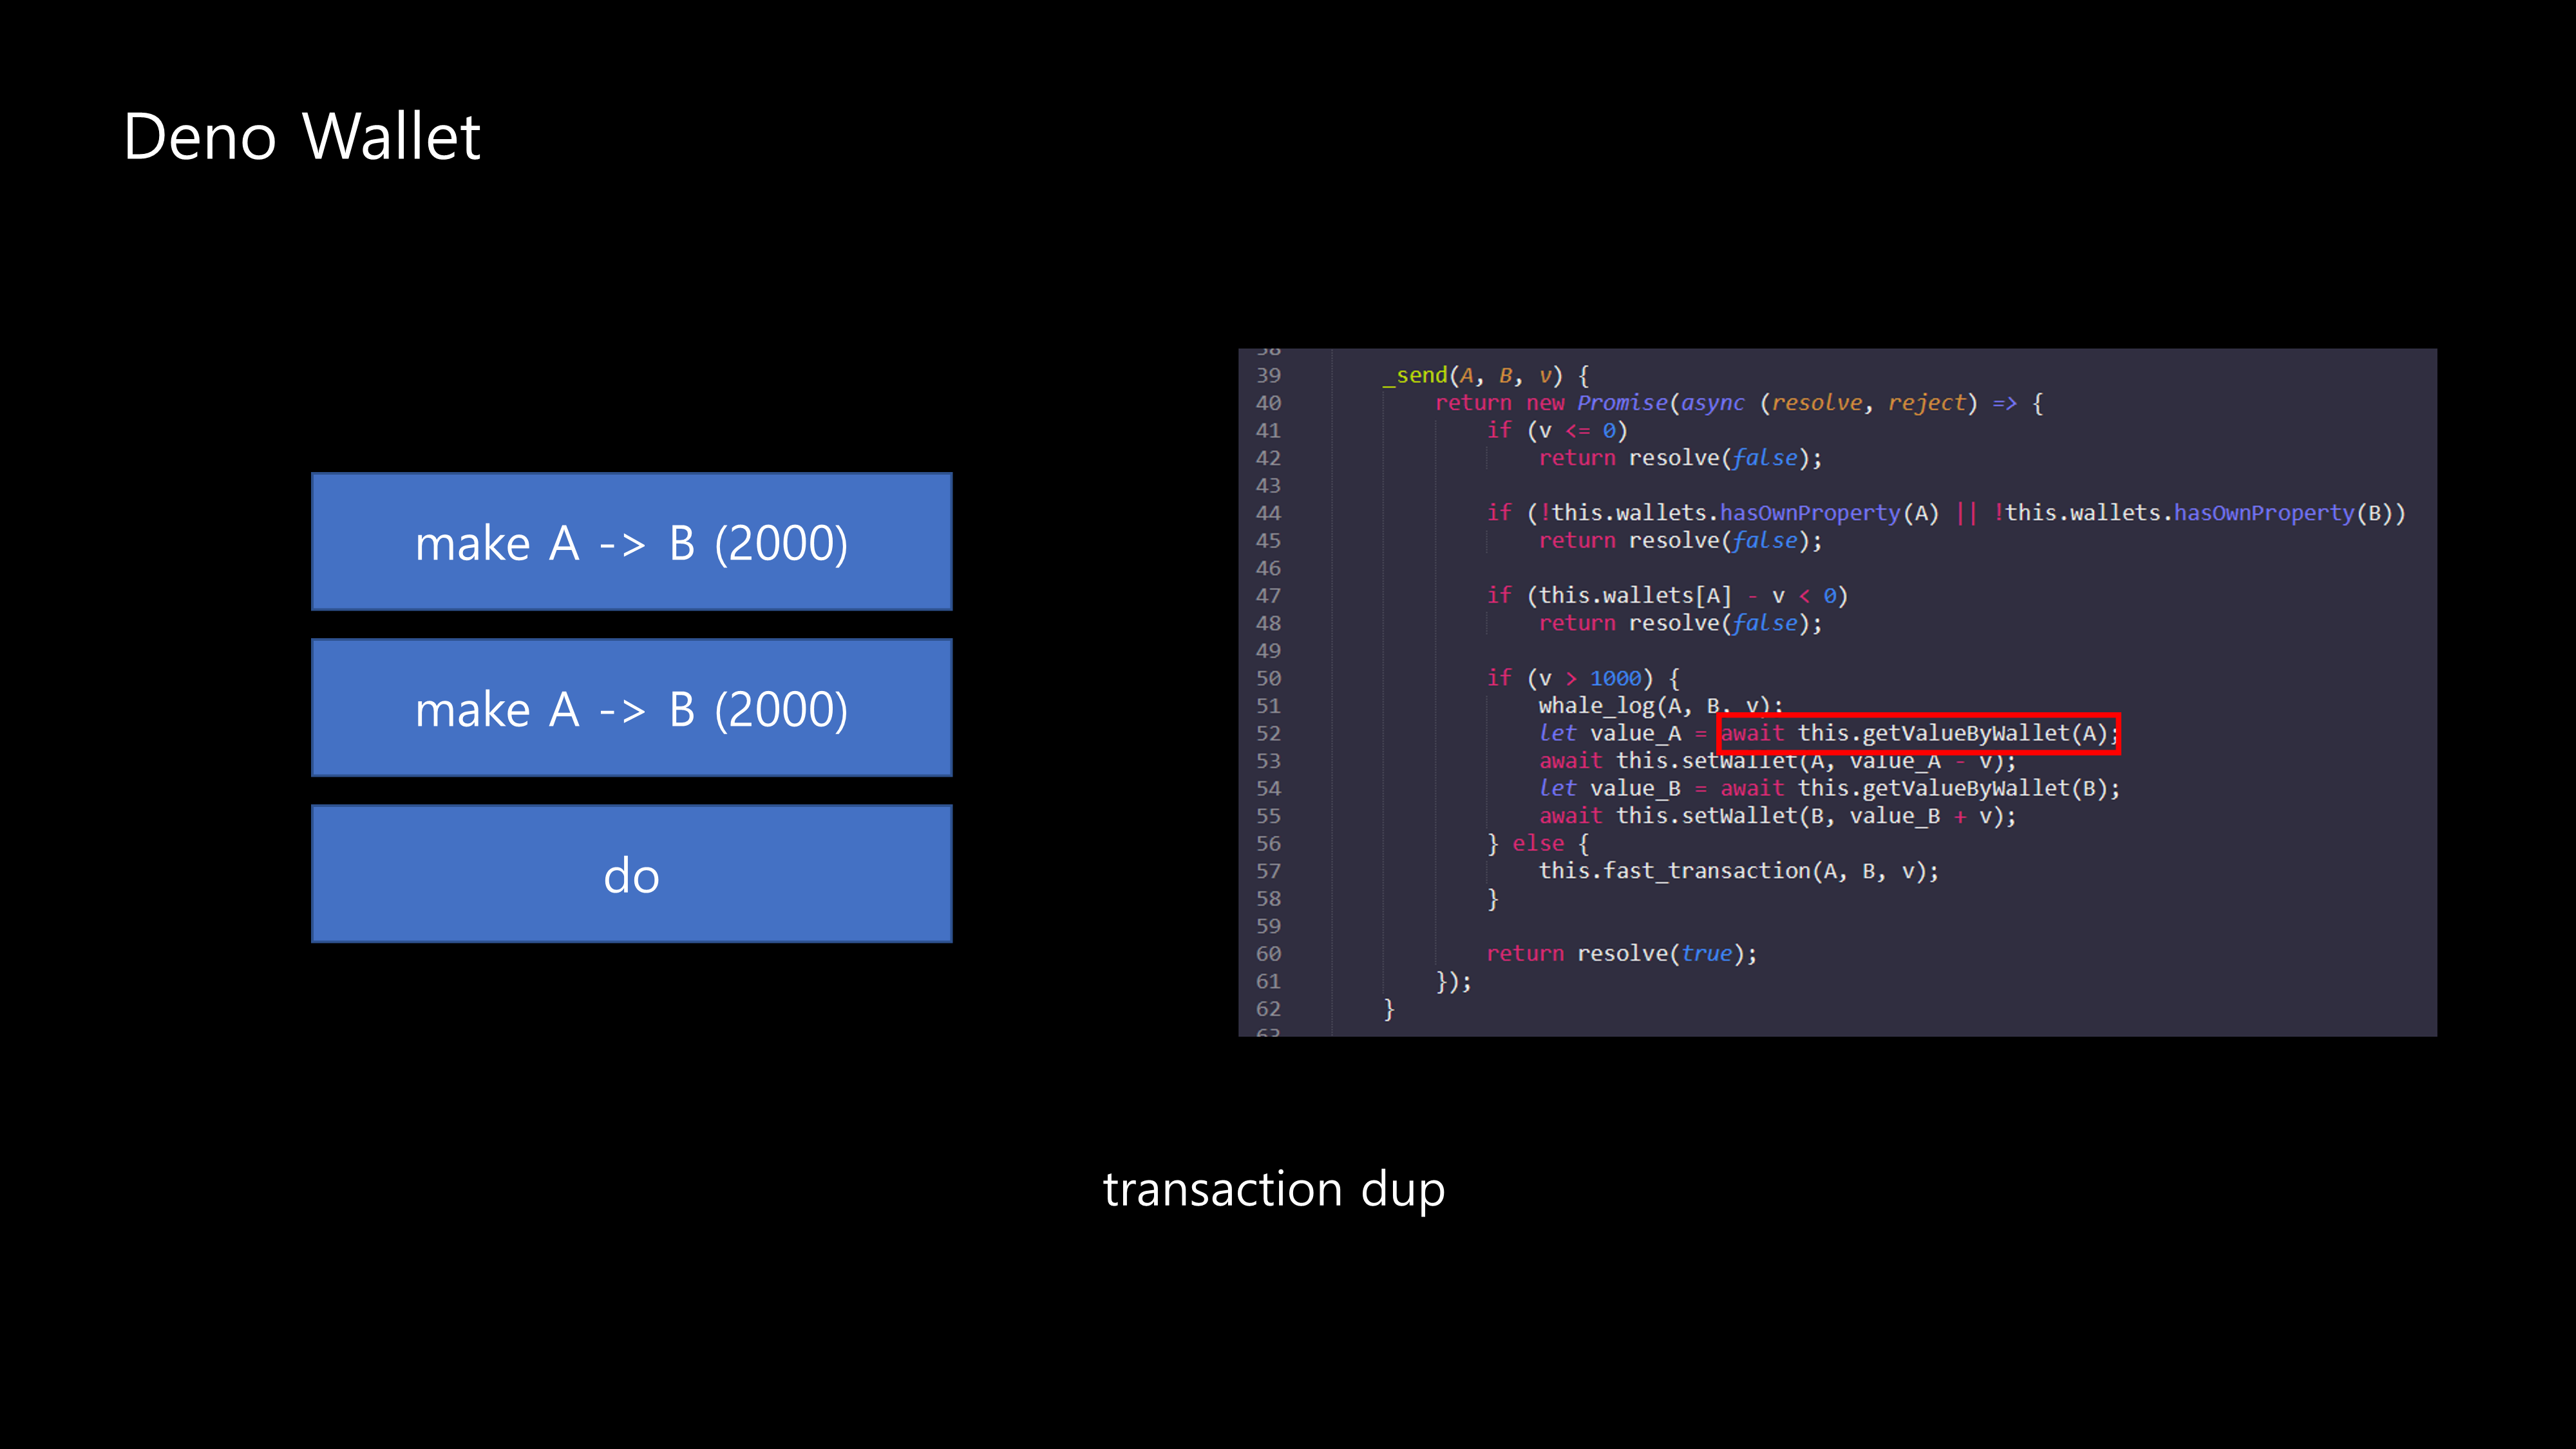 Deno Wallet
make A -> B (2000)
make A -> B (2000)
do
38
39 _send(A, B, v) {
40 return new Promise(async (resolve, reject) => {
41 if (v <= 0)
42 return resolve(false);
43
44 if (!this.wallets.hasOwnProperty(A) || !this.wallets.hasOwnProperty(B))
45 return resolve(false);
46
47 if (this.wallets[A] - v < 0)
48 return resolve(false);
49
50 if (v > 1000) {
51 whale_log(A, B, v);
52 let value_A = await this.getValueByWallet(A);
53 await this.setWallet(A, value_A - v);
54 let value_B = await this.getValueByWallet(B);
55 await this.setWallet(B, value_B + v);
56 } else {
57 this.fast_transaction(A, B, v);
58 }
59
60 return resolve(true);
61 });
62 }
63
transaction dup